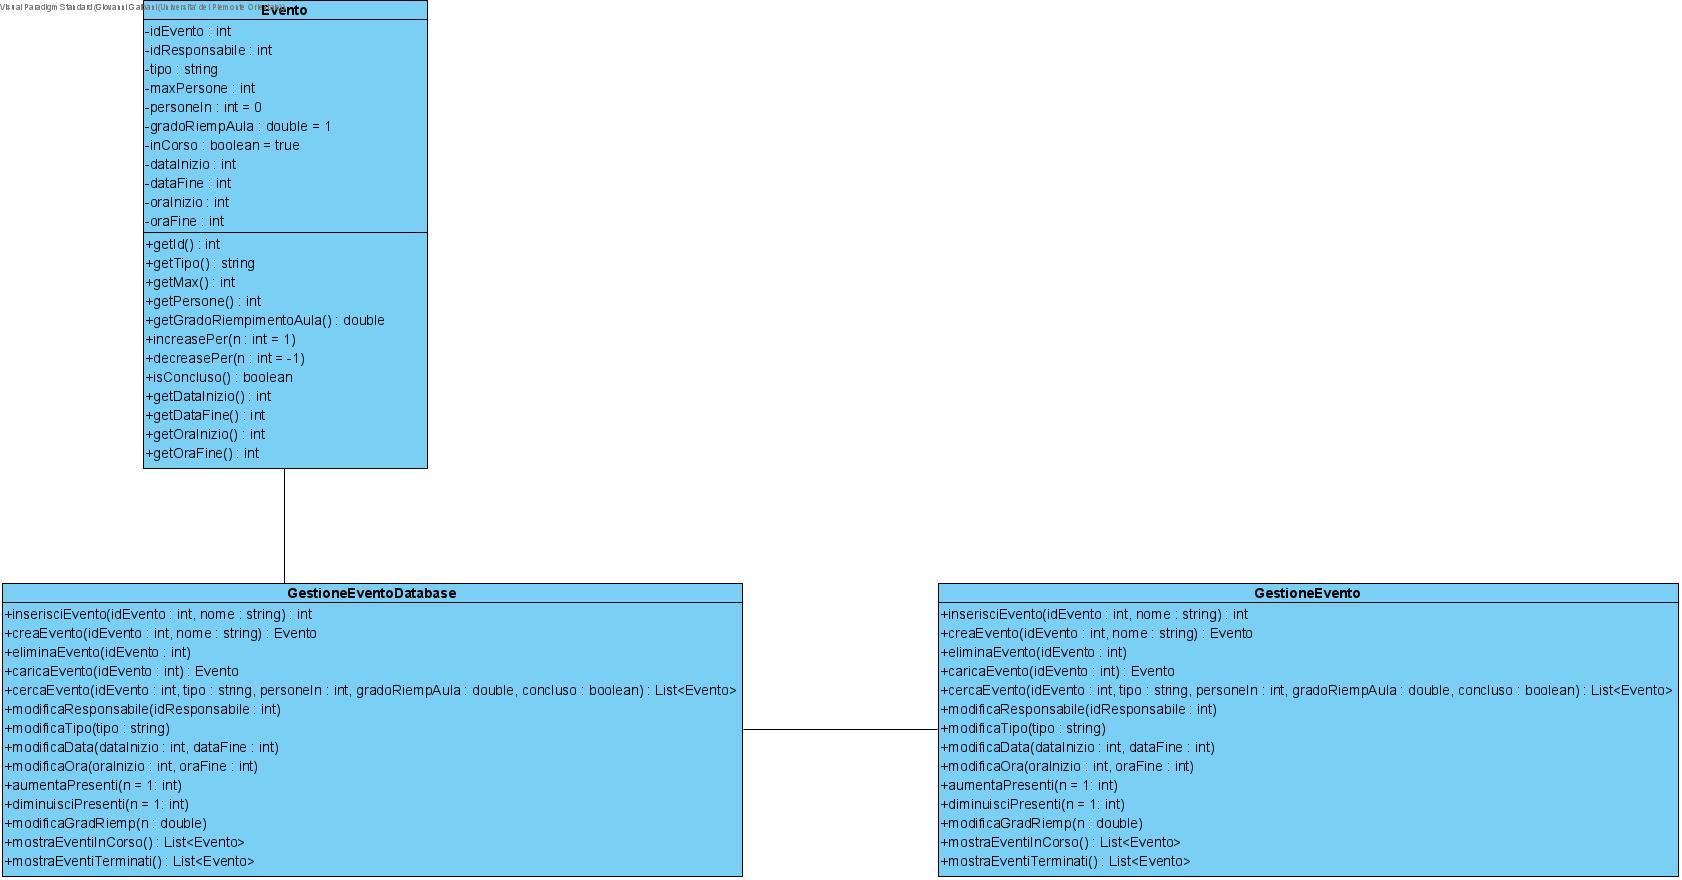 Visual Paradigm Standard (Giovanni Gal
Evento
-idEvento : int
-idResponsabile : int
-tipo : string
-maxPersone : int
-personeIn : int = 0
-gradoRiempAula : double = 1
-inCorso : boolean = true
-dataInizio : int
-dataFine : int
-oraInizio : int
-oraFine : int
+getId() : int
+getTipo() : string
+getMax() : int
+getPersone() : int
+getGradoRiempimentoAula() : double
+increasePer(n : int = 1)
+decreasePer(n : int = -1)
+isConcluso() : boolean
+getDataInizio() : int
+getDataFine() : int
+getOraInizio() : int
+getOraFine() : int
GestioneEventoDatabase
+inserisciEvento(idEvento : int, nome : string) : int
+creaEvento(idEvento : int, nome : string) : Evento
+eliminaEvento(idEvento : int)
+caricaEvento(idEvento : int) : Evento
+cercaEvento(idEvento : int, tipo : string, personeIn : int, gradoRiempAula : double, concluso : boolean) : List<Evento>
+modificaResponsabile(idResponsabile : int)
+modificaTipo(tipo : string)
+modificaData(dataInizio : int, dataFine : int)
+modificaOra(oraInizio : int, oraFine : int)
+aumentaPresenti(n = 1: int)
+diminuisciPresenti(n = 1: int)
+modificaGradRiemp(n : double)
+mostraEventiInCorso() : List<Evento>
+mostraEventiTerminati() : List<Evento>
GestioneEvento
+inserisciEvento(idEvento : int, nome : string) : int
+creaEvento(idEvento : int, nome : string) : Evento
+eliminaEvento(idEvento : int)
+caricaEvento(idEvento : int) : Evento
+cercaEvento(idEvento : int, tipo : string, personeIn : int, gradoRiempAula : double, concluso : boolean) : List<Evento>
+modificaResponsabile(idResponsabile : int)
+modificaTipo(tipo : string)
+modificaData(dataInizio : int, dataFine : int)
+modificaOra(oraInizio : int, oraFine : int)
+aumentaPresenti(n = 1: int)
+diminuisciPresenti(n = 1: int)
+modificaGradRiemp(n : double)
+mostraEventiInCorso() : List<Evento>
+mostraEventiTerminati() : List<Evento>